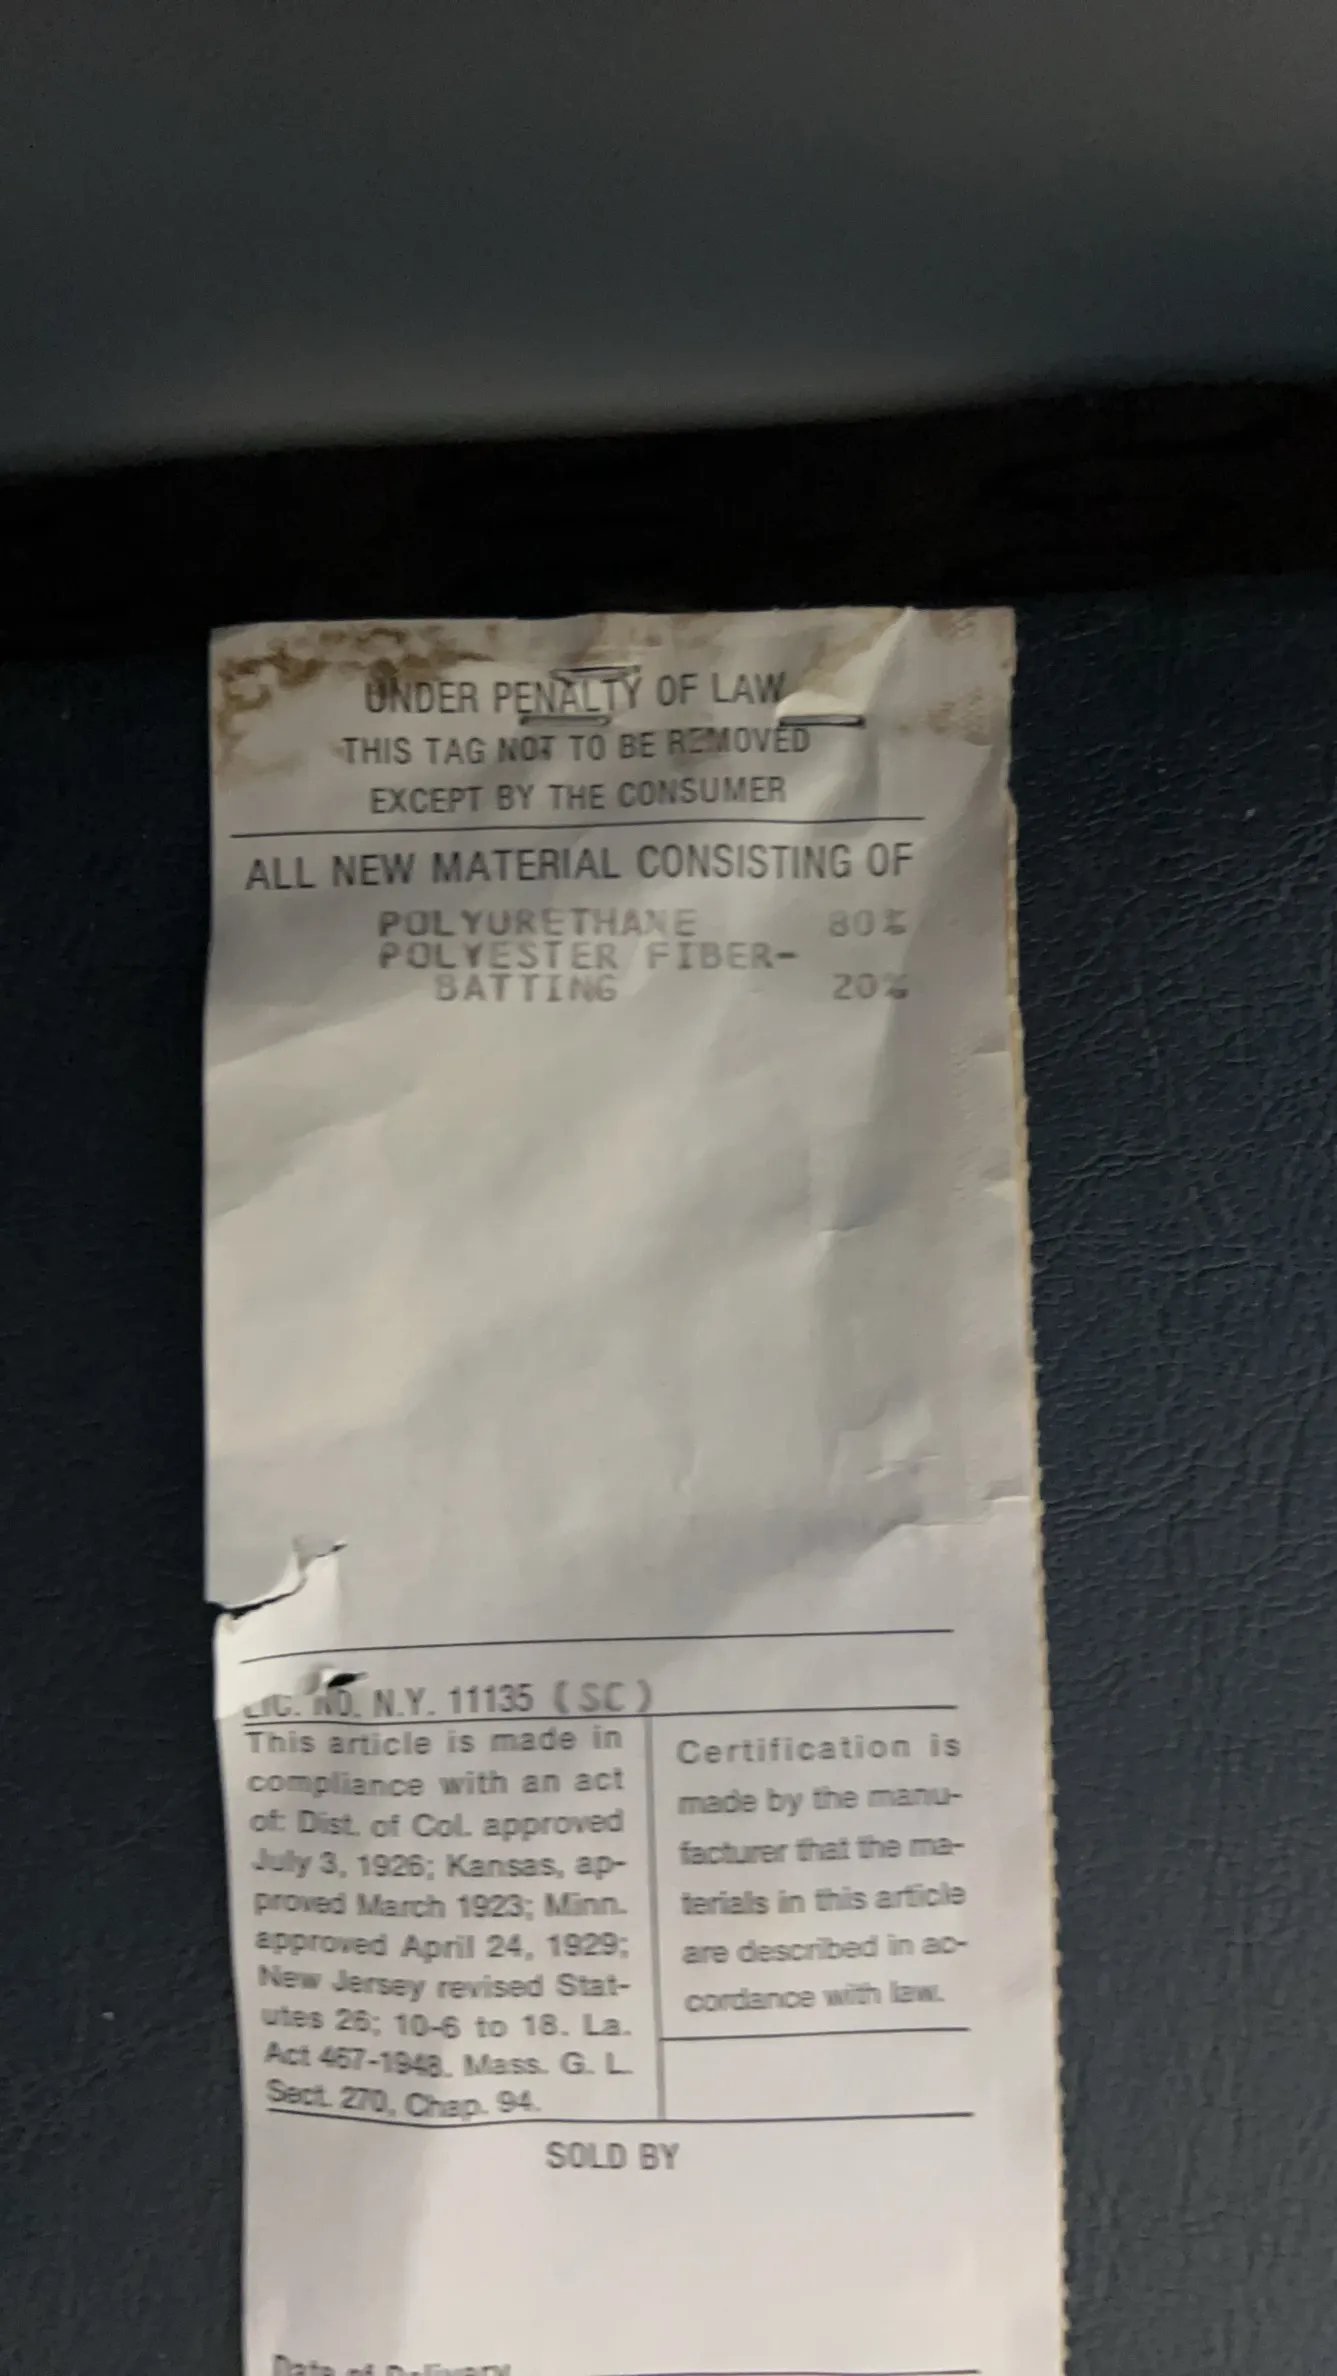 UNDER PENALTY OF LAW
THIS TAG NOT TO BE REMOVED
EXCEPT BY THE CONSUMER
ALL NEW MATERIAL CONSISTING OF
POLYURETHANE 80%
POLYESTER FIBER-
BATTING 20%
LIC. NO. N.Y. 11135 (SC)
This article is made in
compliance with an act
of: Dist. of Col. approved
July 3, 1926; Kansas, ap-
proved March 1923; Minn.
approved April 24, 1929;
New Jersey revised Stat-
utes 26; 10-6 to 18. La.
Act 467-1948. Mass. G. L.
Sect. 270, Chap. 94.
Certification is
made by the manu-
facturer that the ma-
terials in this article
are described in ac-
cordance with law.
SOLD BY
Date of Delivery